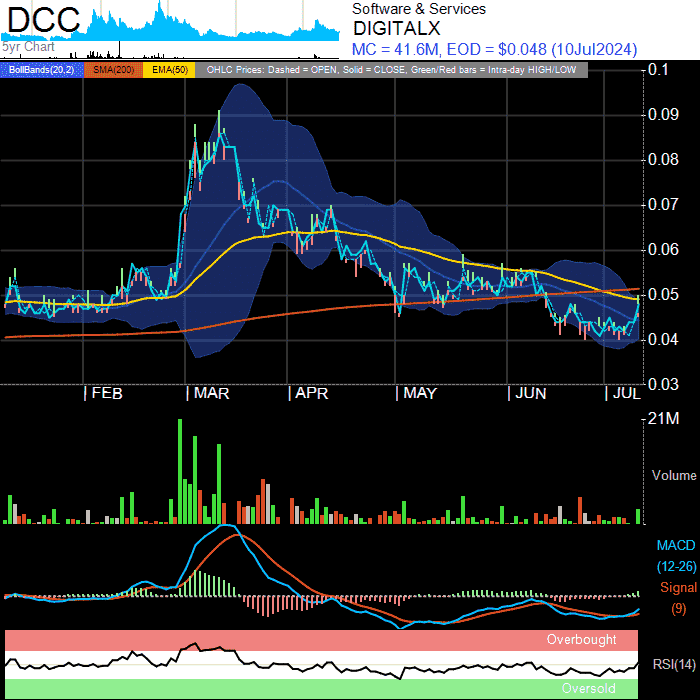 DCC
5yr Chart
Software & Services
DIGITALX
MC = 41.6M, EOD = $0.048 (10Jul2024)
BollBands(20,2) SMA(200) EMA(50) OHLC Prices: Dashed = OPEN, Solid = CLOSE, Green/Red bars = Intra-day HIGH/LOW
0.1
0.09
0.08
0.07
0.06
0.05
0.04
0.03
| FEB | MAR | APR | MAY | JUN | JUL
21M
Volume
MACD
(12-26)
Signal
(9)
Overbought
RSI(14)
Oversold